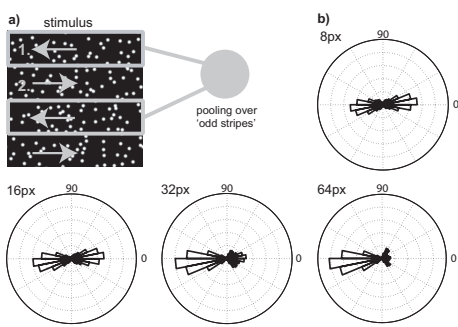 a)
stimulus
1.
2.
pooling over
'odd stripes'
b)
8px
90
0
16px
90
0
32px
90
0
64px
90
0